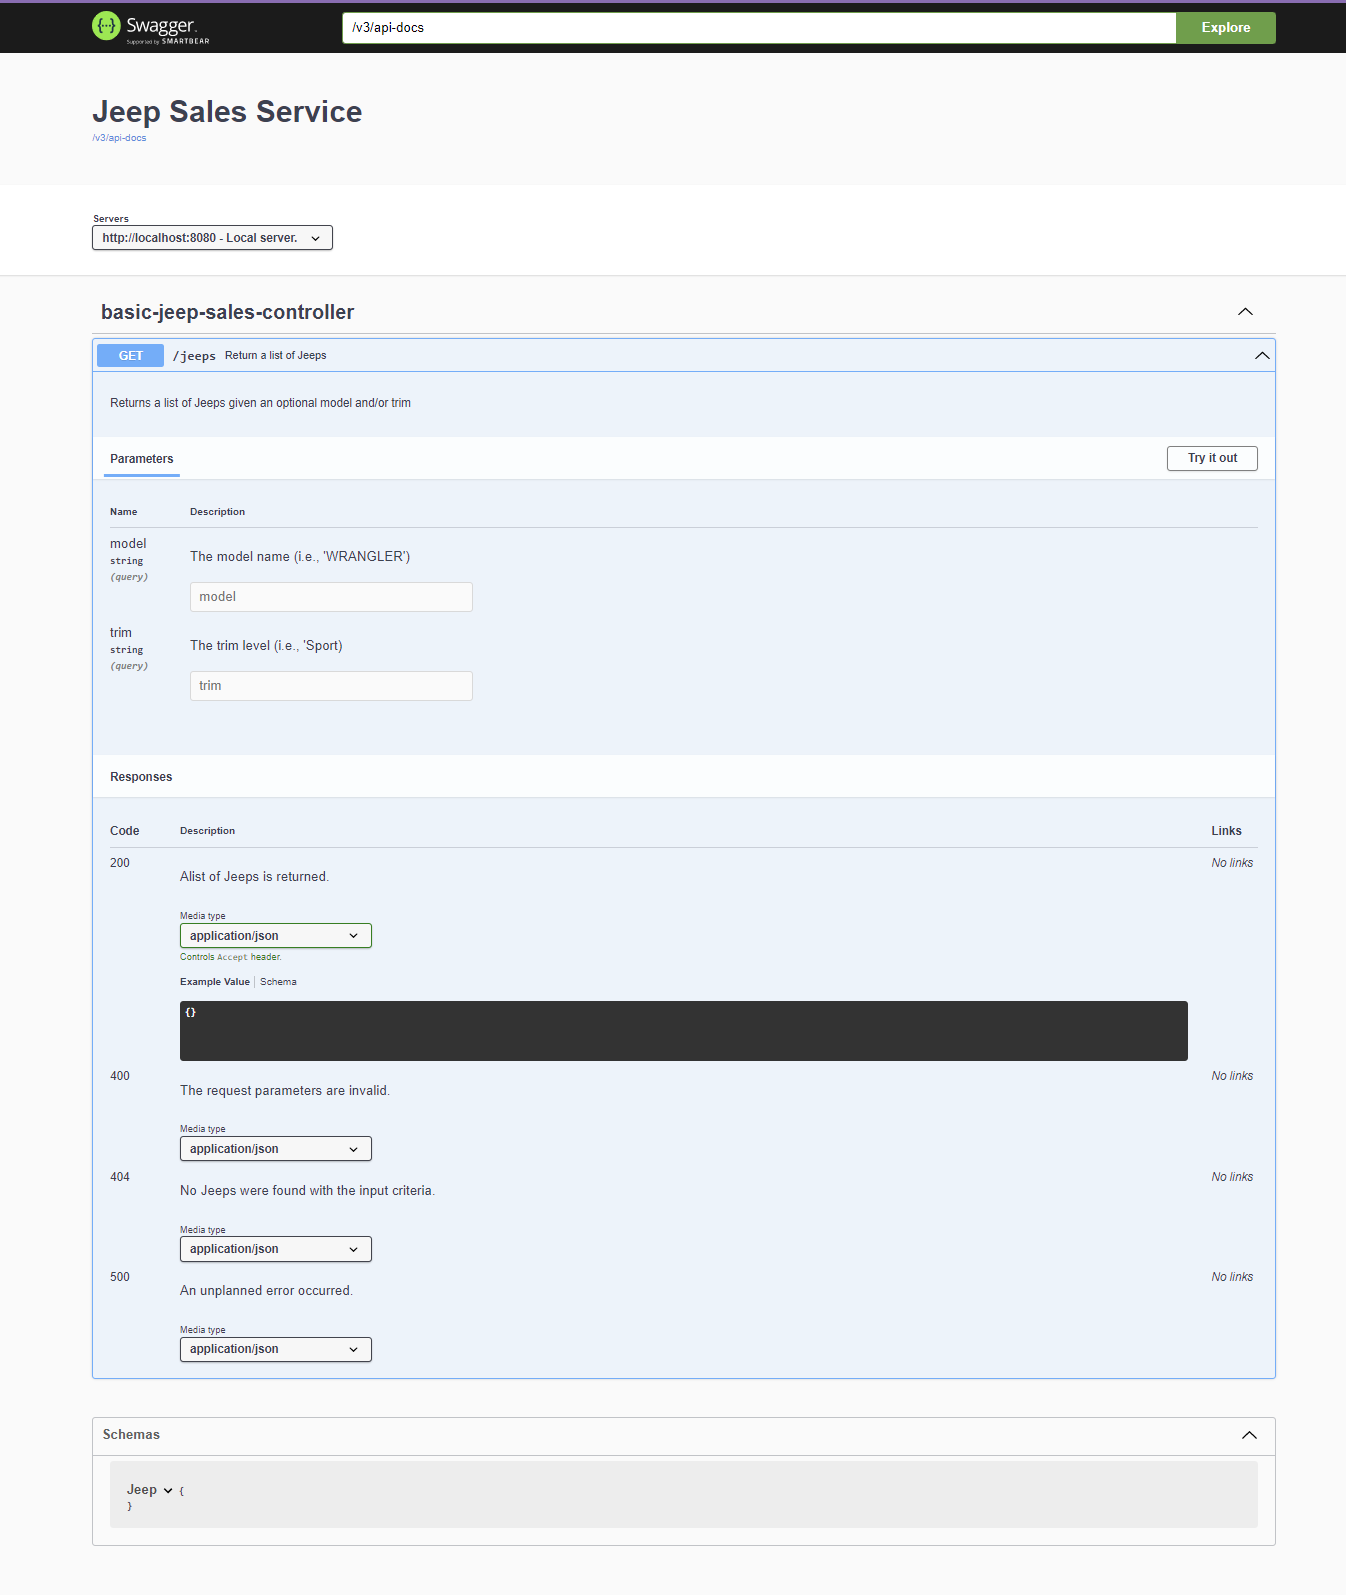 Swagger.
Supported by SMARTBEAR
/v3/api-docs
Explore
Jeep Sales Service
/v3/api-docs
Servers
http://localhost:8080 - Local server.
basic-jeep-sales-controller
GET /jeeps Return a list of Jeeps
Returns a list of Jeeps given an optional model and/or trim
Parameters
Try it out
Name Description
model
string
(query)
The model name (i.e., 'WRANGLER')
model
trim
string
(query)
The trim level (i.e., 'Sport)
trim
Responses
Code Description Links
200
Alist of Jeeps is returned.
No links
Media type
application/json
Controls Accept header.
Example Value Schema
{}
400
The request parameters are invalid.
No links
Media type
application/json
404
No Jeeps were found with the input criteria.
No links
Media type
application/json
500
An unplanned error occurred.
No links
Media type
application/json
Schemas
Jeep {
}